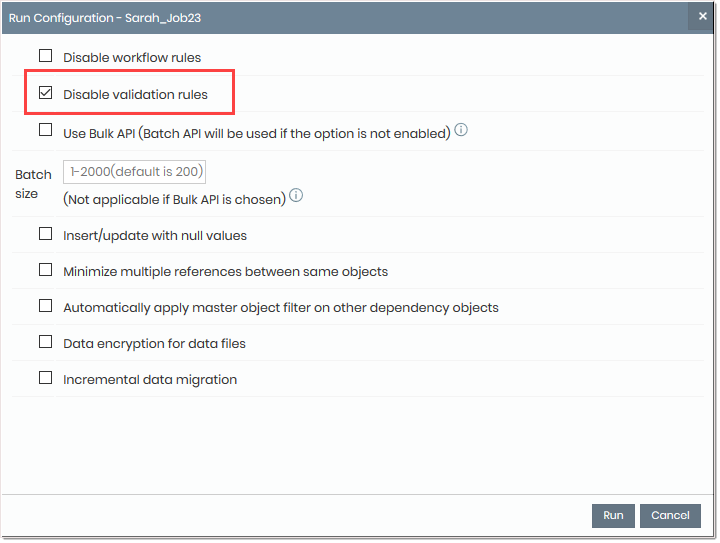 Run Configuration - Sarah_Job23
Disable workflow rules
Disable validation rules
Use Bulk API (Batch API will be used if the option is not enabled)
Batch size
1-2000(default is 200)
(Not applicable if Bulk API is chosen)
Insert/update with null values
Minimize multiple references between same objects
Automatically apply master object filter on other dependency objects
Data encryption for data files
Incremental data migration
Run Cancel